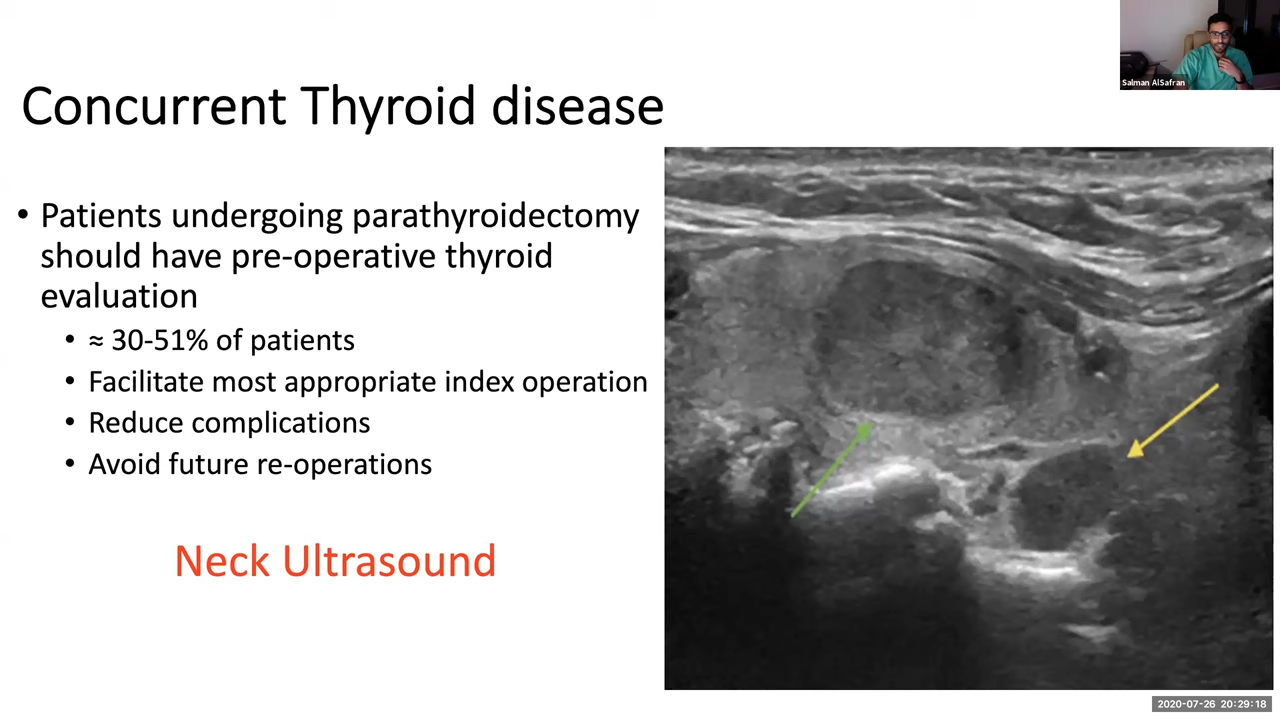 Salman AlSafran
Concurrent Thyroid disease
• Patients undergoing parathyroidectomy
should have pre-operative thyroid
evaluation
• ≈ 30-51% of patients
• Facilitate most appropriate index operation
• Reduce complications
• Avoid future re-operations
Neck Ultrasound
2020-07-26 20:29:18